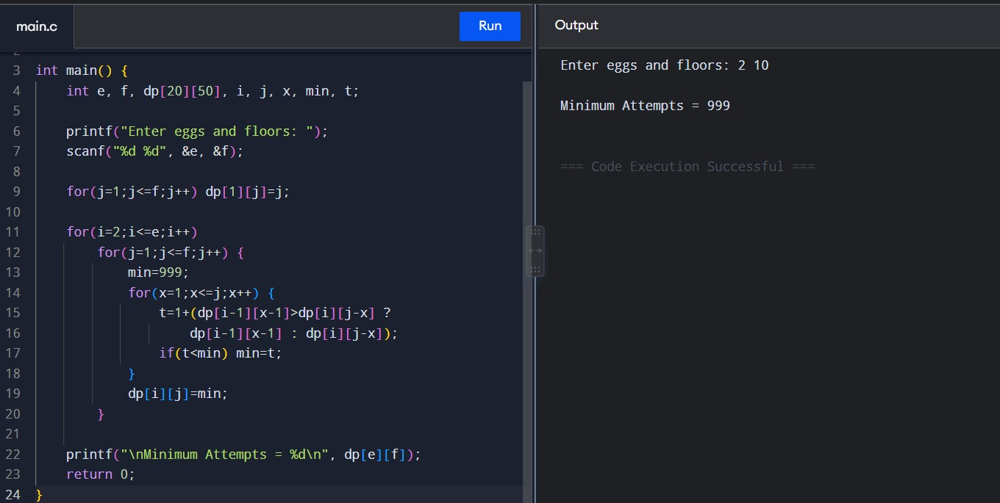 main.c
Run
Output
2
3 int main() {
4     int e, f, dp[20][50], i, j, x, min, t;
5
6     printf("Enter eggs and floors: ");
7     scanf("%d %d", &e, &f);
8
9     for(j=1;j<=f;j++) dp[1][j]=j;
10
11     for(i=2;i<=e;i++)
12         for(j=1;j<=f;j++) {
13             min=999;
14             for(x=1;x<=j;x++) {
15                 t=1+(dp[i-1][x-1]>dp[i][j-x] ?
16                     dp[i-1][x-1] : dp[i][j-x]);
17                 if(t<min) min=t;
18             }
19             dp[i][j]=min;
20         }
21
22     printf("\nMinimum Attempts = %d\n", dp[e][f]);
23     return 0;
24 }
Enter eggs and floors: 2 10
Minimum Attempts = 999
=== Code Execution Successful ===